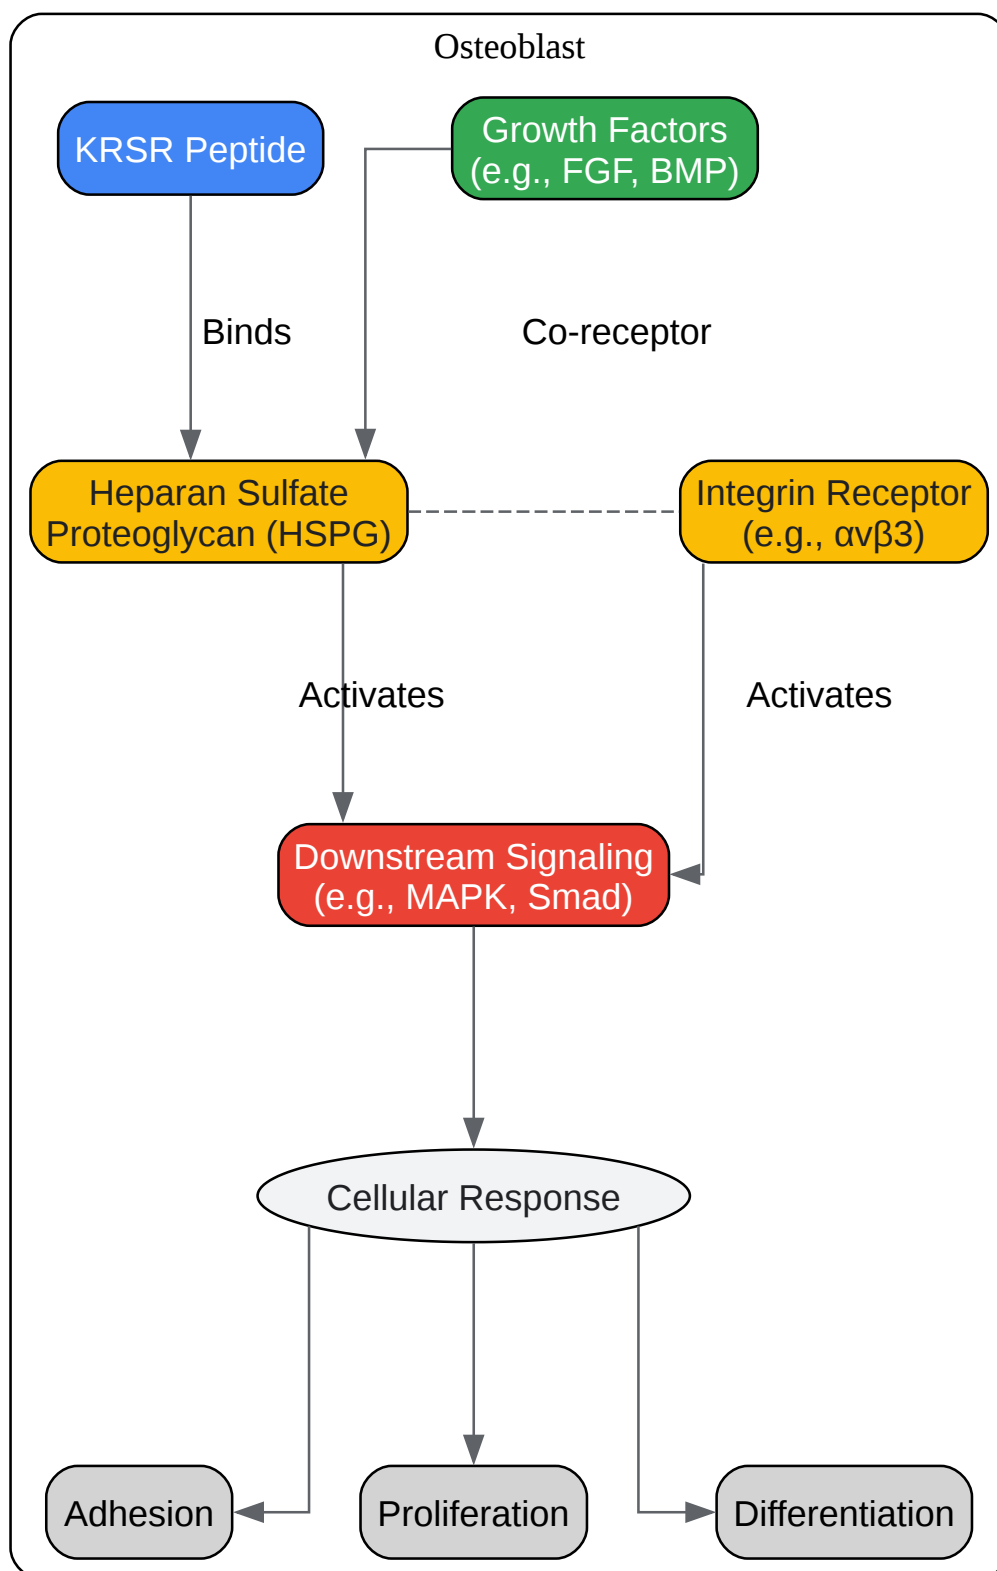 Osteoblast
KRSR Peptide
Growth Factors
(e.g., FGF, BMP)
Binds
Co-receptor
Heparan Sulfate
Proteoglycan (HSPG)
Integrin Receptor
(e.g., αvβ3)
Activates
Activates
Downstream Signaling
(e.g., MAPK, Smad)
Cellular Response
Adhesion
Proliferation
Differentiation